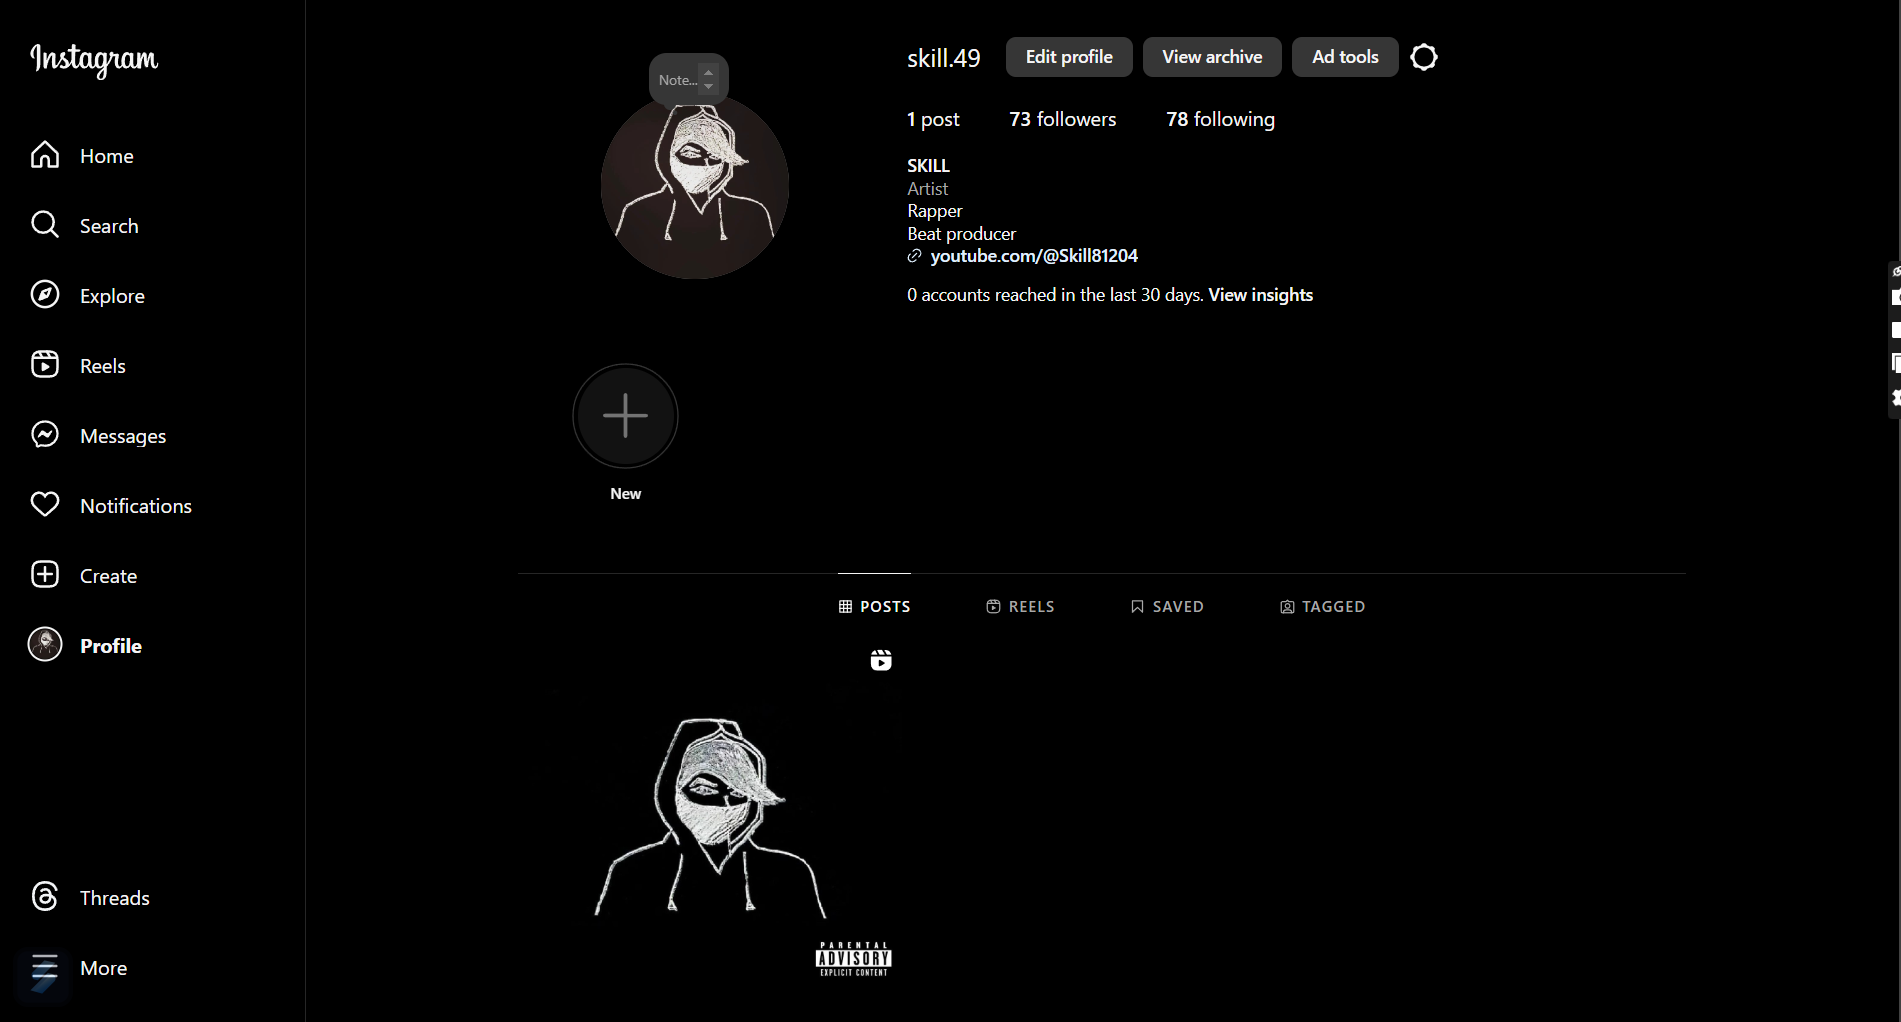 Instagram
Home
Search
Explore
Reels
Messages
Notifications
Create
Profile
Threads
More
Note...
skill.49
Edit profile
View archive
Ad tools
1 post
73 followers
78 following
SKILL
Artist
Rapper
Beat producer
youtube.com/@Skill81204
0 accounts reached in the last 30 days. View insights
New
POSTS
REELS
SAVED
TAGGED
PARENTAL
ADVISORY
EXPLICIT CONTENT